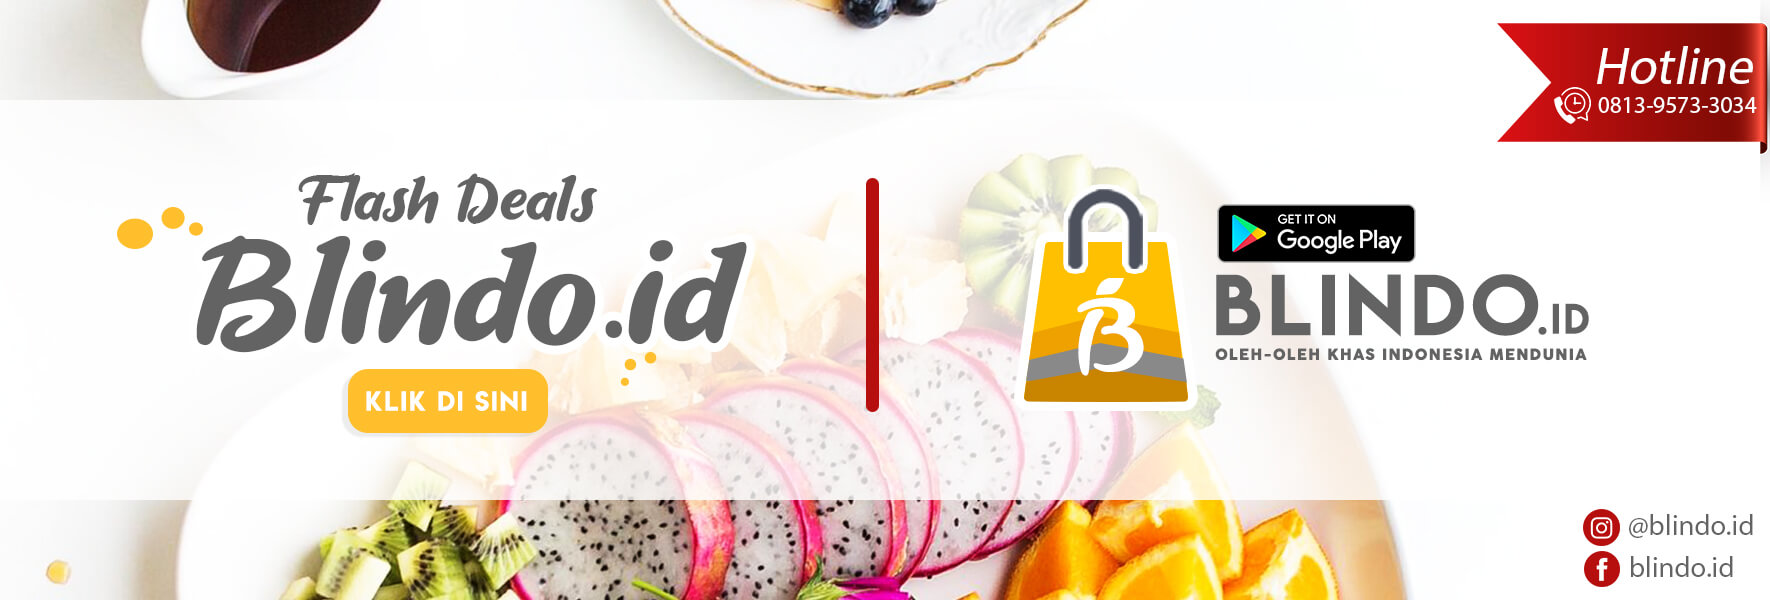 Hotline
0813-9573-3034
Flash Deals
Blindo.id
KLIK DI SINI
B
GET IT ON
Google Play
BLINDO.ID
OLEH-OLEH KHAS INDONESIA MENDUNIA
@blindo.id
blindo.id